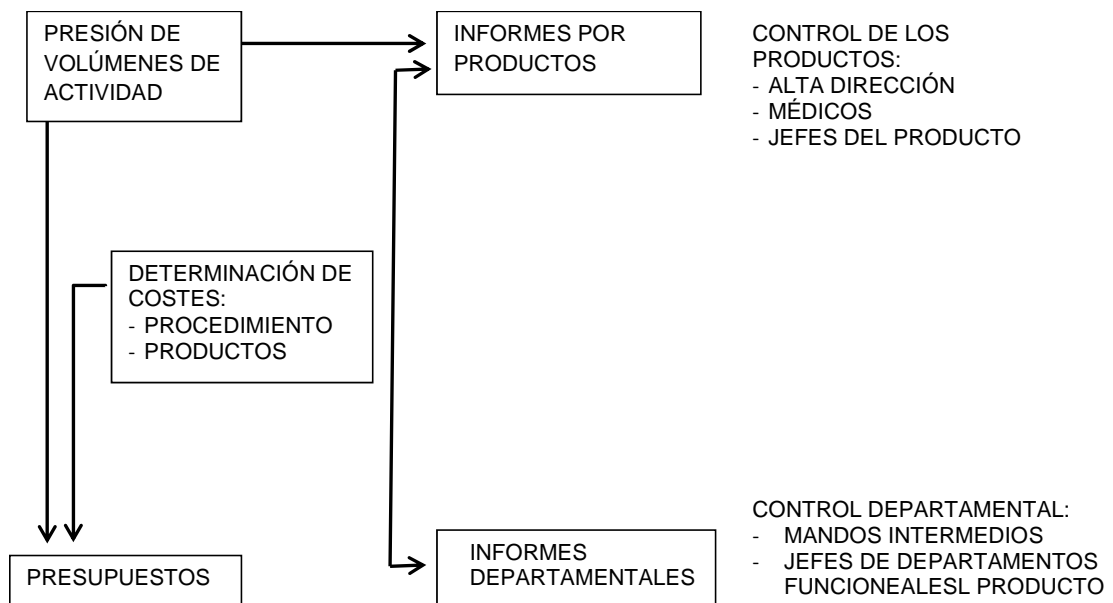 PRESIÓN DE
VOLÚMENES DE
ACTIVIDAD
INFORMES POR
PRODUCTOS
CONTROL DE LOS
PRODUCTOS:
- ALTA DIRECCIÓN
- MÉDICOS
- JEFES DEL PRODUCTO
DETERMINACIÓN DE
COSTES:
- PROCEDIMIENTO
- PRODUCTOS
PRESUPUESTOS
INFORMES
DEPARTAMENTALES
CONTROL DEPARTAMENTAL:
- MANDOS INTERMEDIOS
- JEFES DE DEPARTAMENTOS
FUNCIONEALESL PRODUCTO